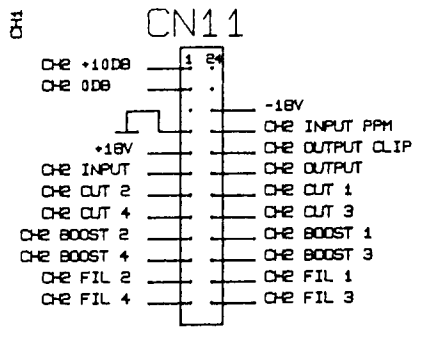 CH1
CN11
1 24
CH2 +10DB
CH2 0DB
-18V
CH2 INPUT PPM
+18V CH2 OUTPUT CLIP
CH2 INPUT CH2 OUTPUT
CH2 CUT 2 CH2 CUT 1
CH2 CUT 4 CH2 CUT 3
CH2 BOOST 2 CH2 BOOST 1
CH2 BOOST 4 CH2 BOOST 3
CH2 FIL 2 CH2 FIL 1
CH2 FIL 4 CH2 FIL 3